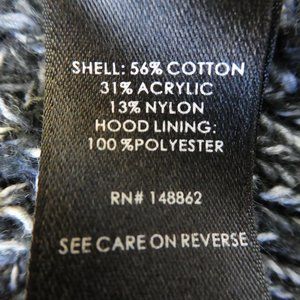 SHELL: 56% COTTON
31% ACRYLIC
13% NYLON
HOOD LINING:
100 %POLYESTER
RN# 148862
SEE CARE ON REVERSE